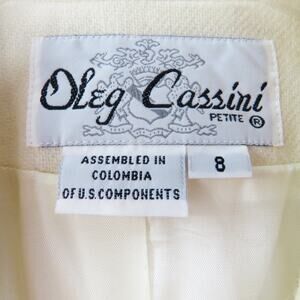 Oleg Cassini
PETITE ®
ASSEMBLED IN
COLOMBIA
OF U.S. COMPONENTS
8